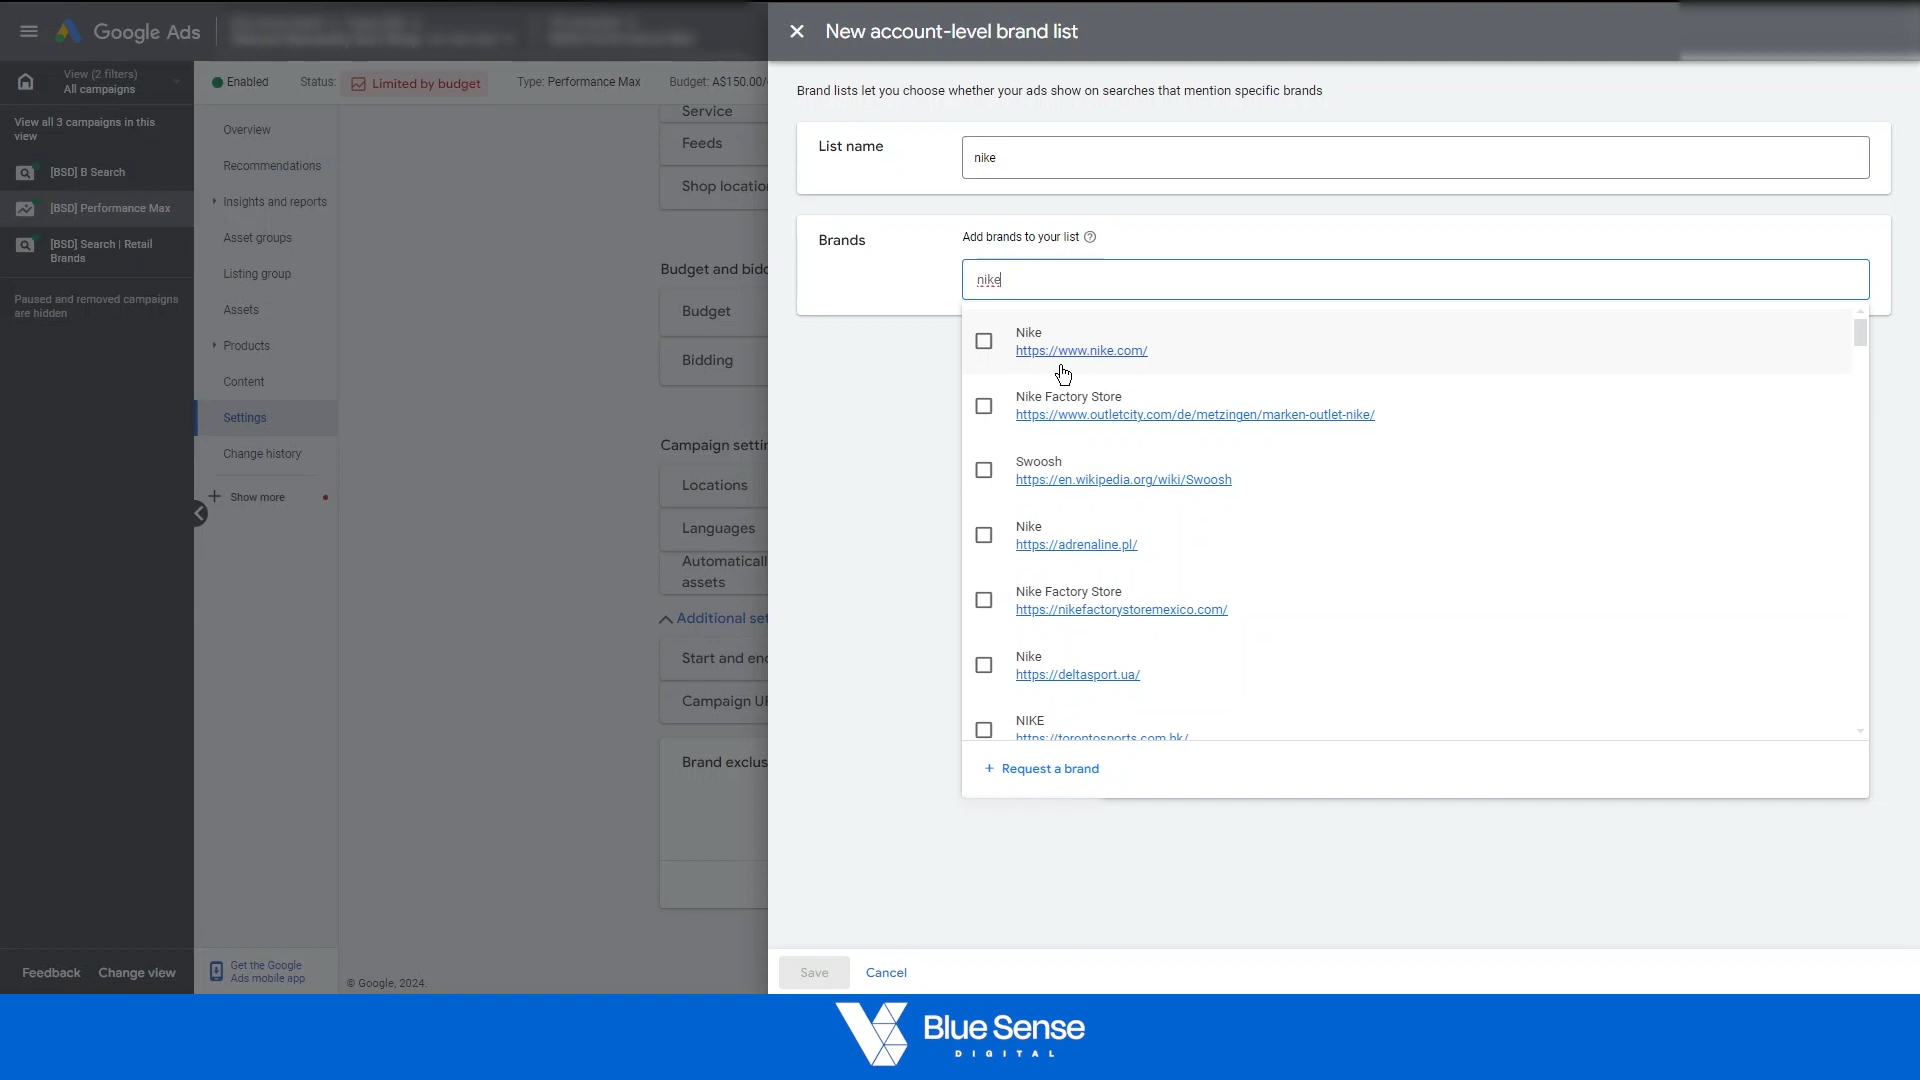 Google Ads
New account-level brand list
View (2 filters)
All campaigns
Enabled
Status:
Limited by budget
Type: Performance Max
Budget: A$150.00/
View all 3 campaigns in this
view
[BSD] B Search
[BSD] Performance Max
[BSD] Search | Retail
Brands
Paused and removed campaigns
are hidden
Overview
Recommendations
Insights and reports
Asset groups
Listing group
Assets
Products
Content
Settings
Change history
Show more
Service
Feeds
Shop locatio
Budget and bidd
Budget
Bidding
Campaign settin
Locations
Languages
Automaticall
assets
Additional set
Start and end
Campaign UR
Brand exclus
Brand lists let you choose whether your ads show on searches that mention specific brands
List name
nike
Brands
Add brands to your list
nike
Nike
https://www.nike.com/
Nike Factory Store
https://www.outletcity.com/de/metzingen/marken-outlet-nike/
Swoosh
https://en.wikipedia.org/wiki/Swoosh
Nike
https://adrenaline.pl/
Nike Factory Store
https://nikefactorystoremexico.com/
Nike
https://deltasport.ua/
NIKE
https://torontosports.com.hk/
+ Request a brand
Feedback
Change view
Get the Google
Ads mobile app
© Google, 2024.
Save
Cancel
Blue Sense
DIGITAL